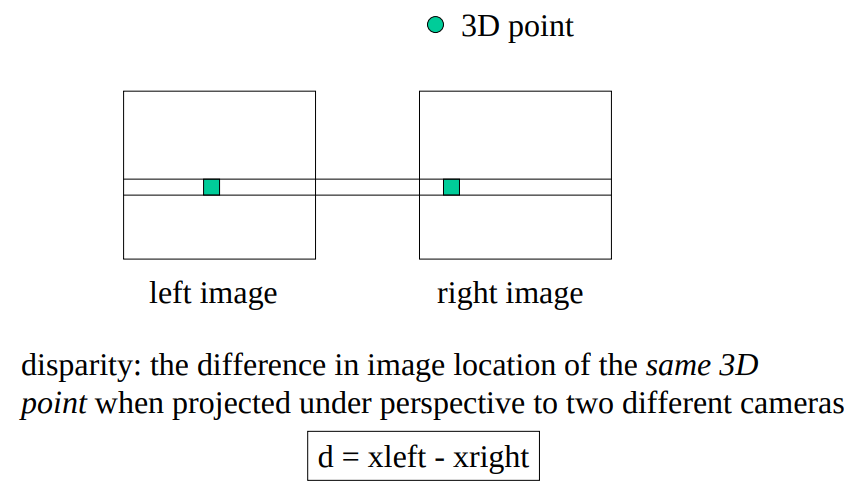 3D point
left image
right image
disparity: the difference in image location of the same 3D
point when projected under perspective to two different cameras
d = xleft - xright